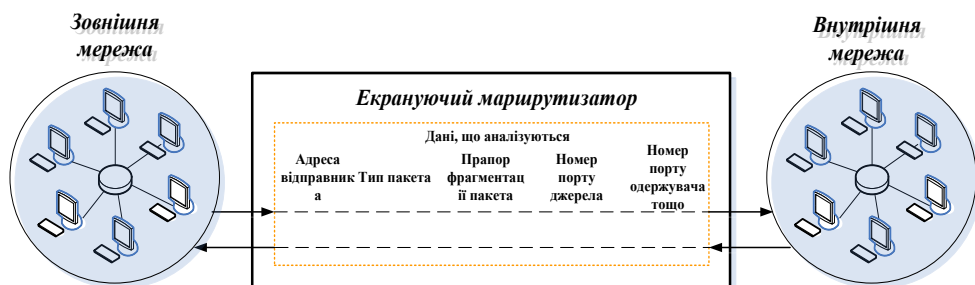 Зовнішня
мережа
Внутрішня
мережа
Екрануючий маршрутизатор
Дані, що аналізуються
Адреса
відправник
а
Тип пакета
Прапор
фрагментац
ії пакета
Номер
порту
джерела
Номер
порту
одержувача
тощо